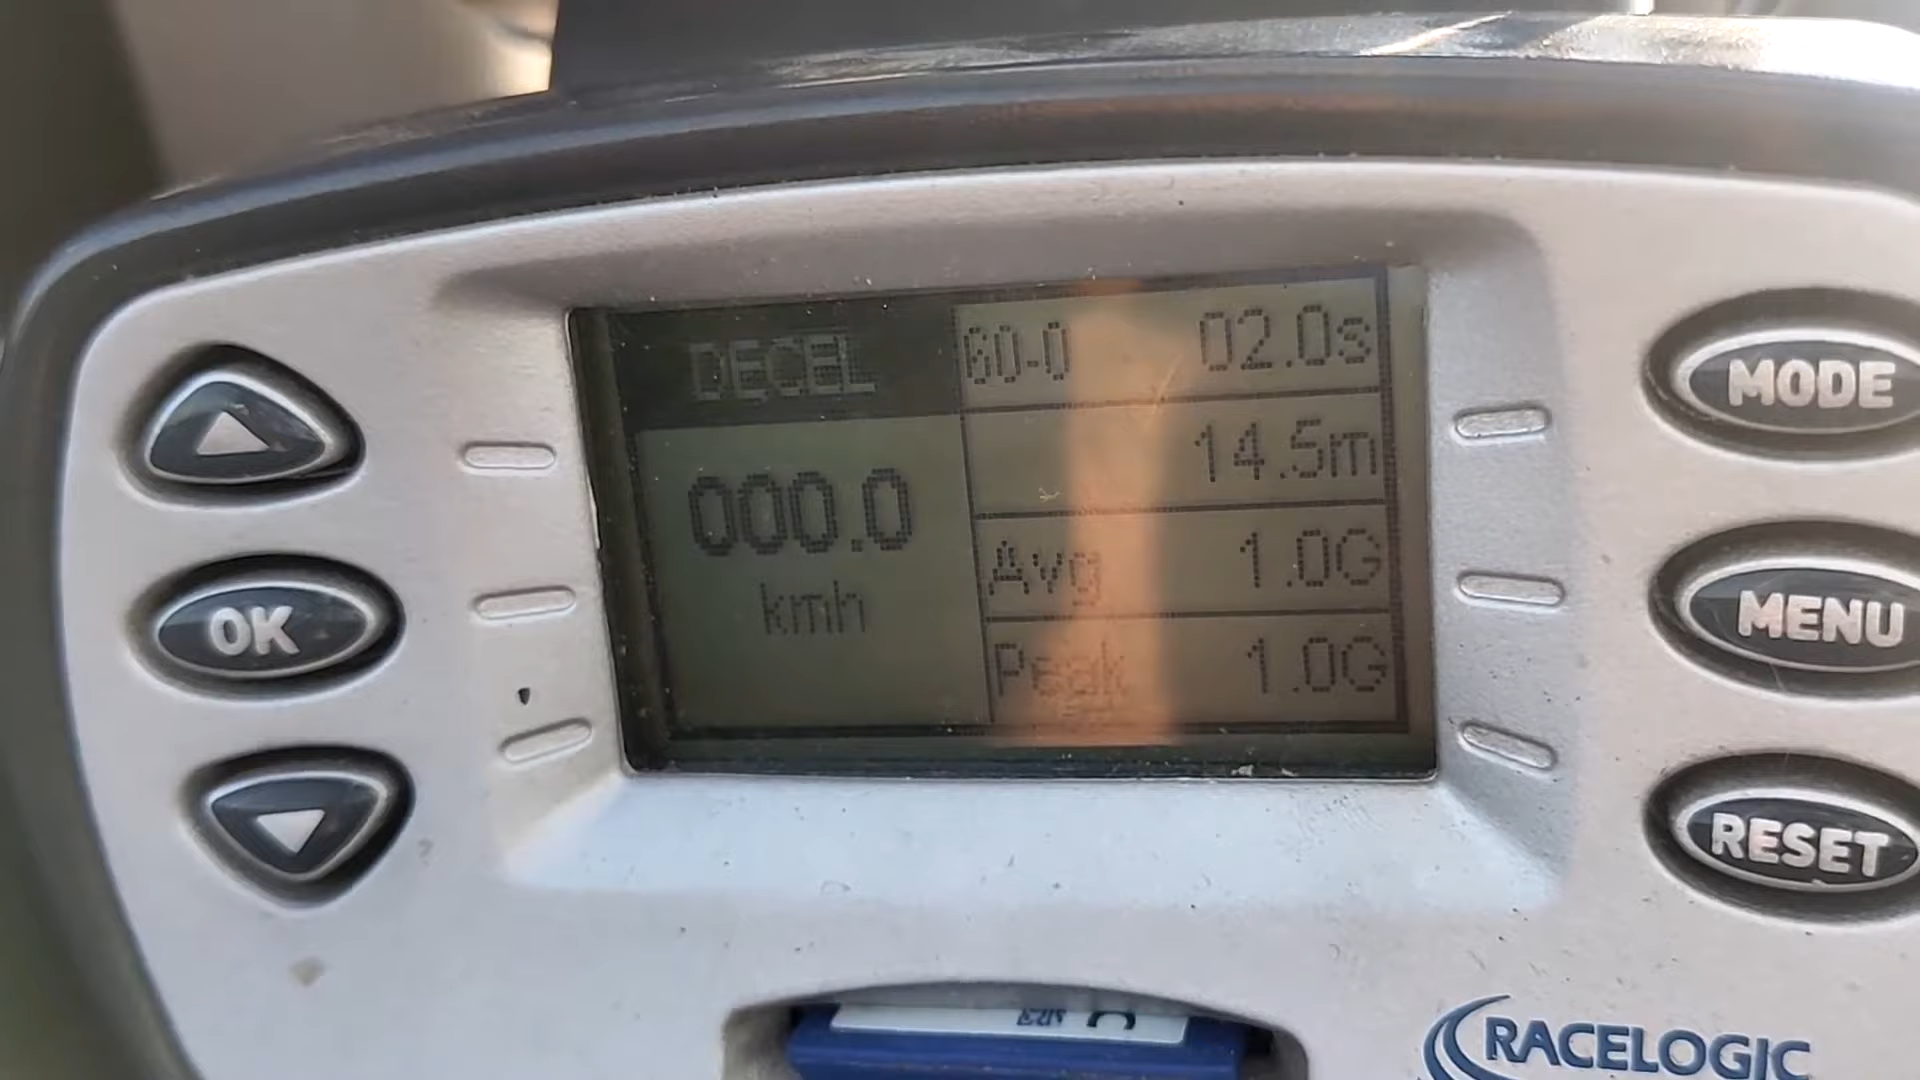 DECEL
60-0 02.0s
14.5m
000.0
kmh
Avg 1.0G
Peak 1.0G
OK
MODE
MENU
RESET
RACELOGIC